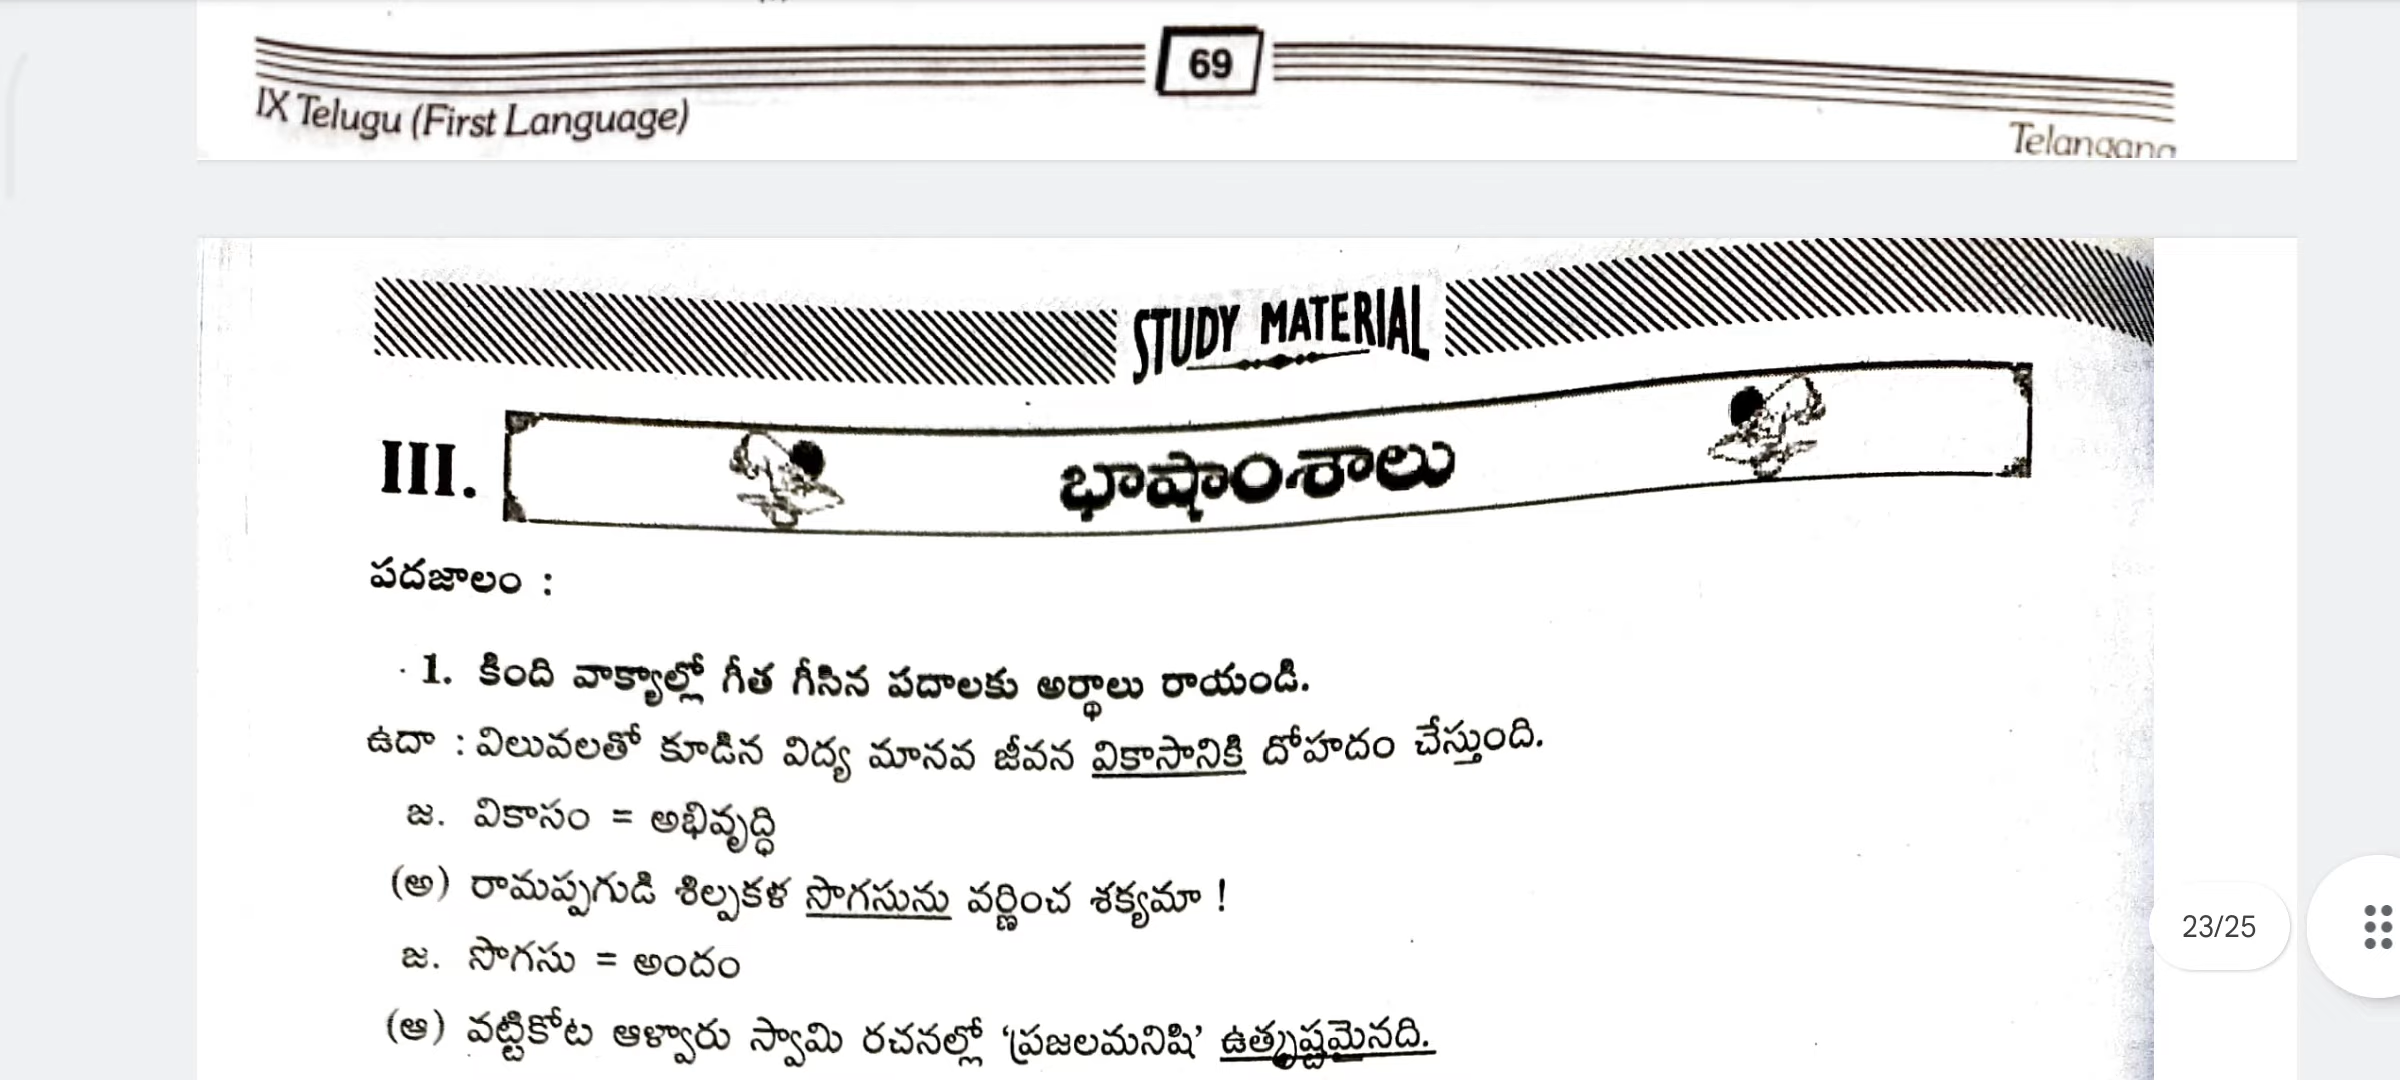 69
IX Telugu (First Language)
Telangana
STUDY MATERIAL
III. భాషాంశాలు
పదజాలం :
1. కింది వాక్యాల్లో గీత గీసిన పదాలకు అర్థాలు రాయండి.
ఉదా : విలువలతో కూడిన విద్య మానవ జీవన వికాసానికి దోహదం చేస్తుంది.
జ. వికాసం = అభివృద్ధి
(అ) రామప్పగుడి శిల్పకళ సొగసును వర్ణించ శక్యమా !
జ. సొగసు = అందం
(ఆ) వట్టికోట ఆళ్వారు స్వామి రచనల్లో ‘ప్రజలమనిషి’ ఉత్కృష్టమైనది.
23/25